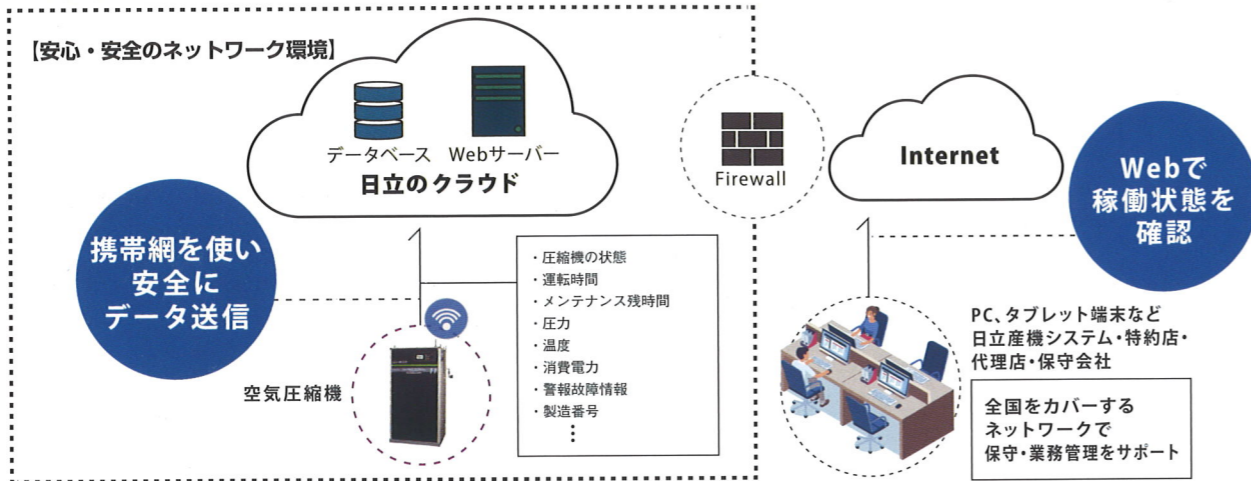 【安心・安全のネットワーク環境】
データベース Webサーバー
日立のクラウド
携帯網を使い
安全に
データ送信
空気圧縮機
・圧縮機の状態
・運転時間
・メンテナンス残時間
・圧力
・温度
・消費電力
・警報故障情報
・製造番号
⋮
Firewall
Internet
Webで
稼働状態を
確認
PC、タブレット端末など
日立産機システム・特約店・
代理店・保守会社
全国をカバーする
ネットワークで
保守・業務管理をサポート